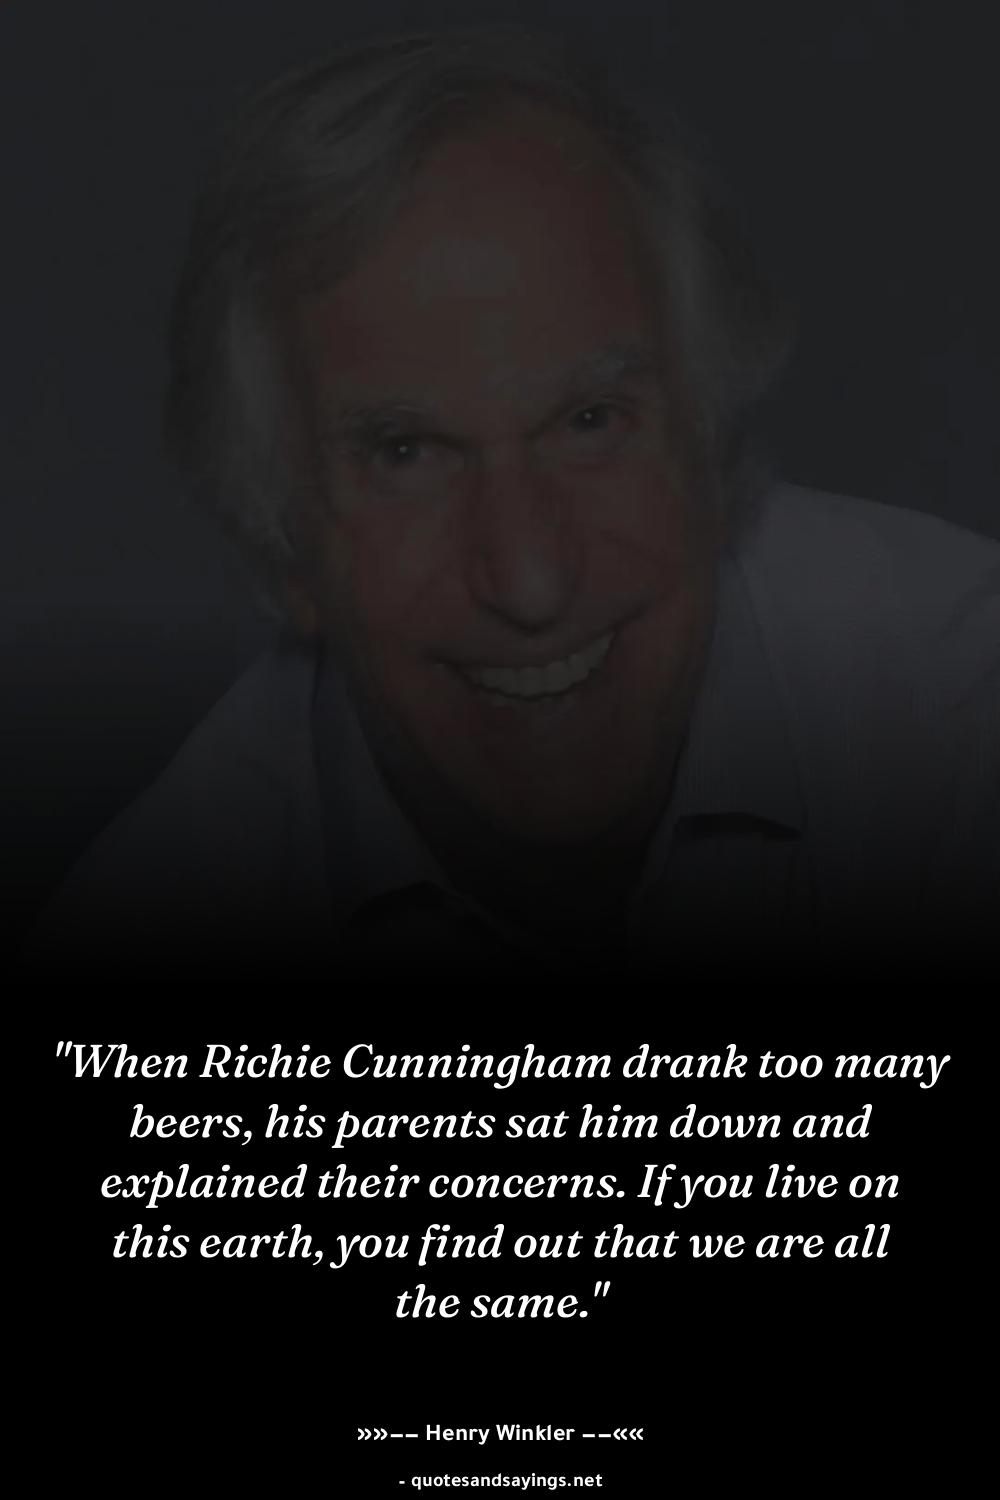 "When Richie Cunningham drank too many
beers, his parents sat him down and
explained their concerns. If you live on
this earth, you find out that we are all
the same."
»»−− Henry Winkler −−««
- quotesandsayings.net